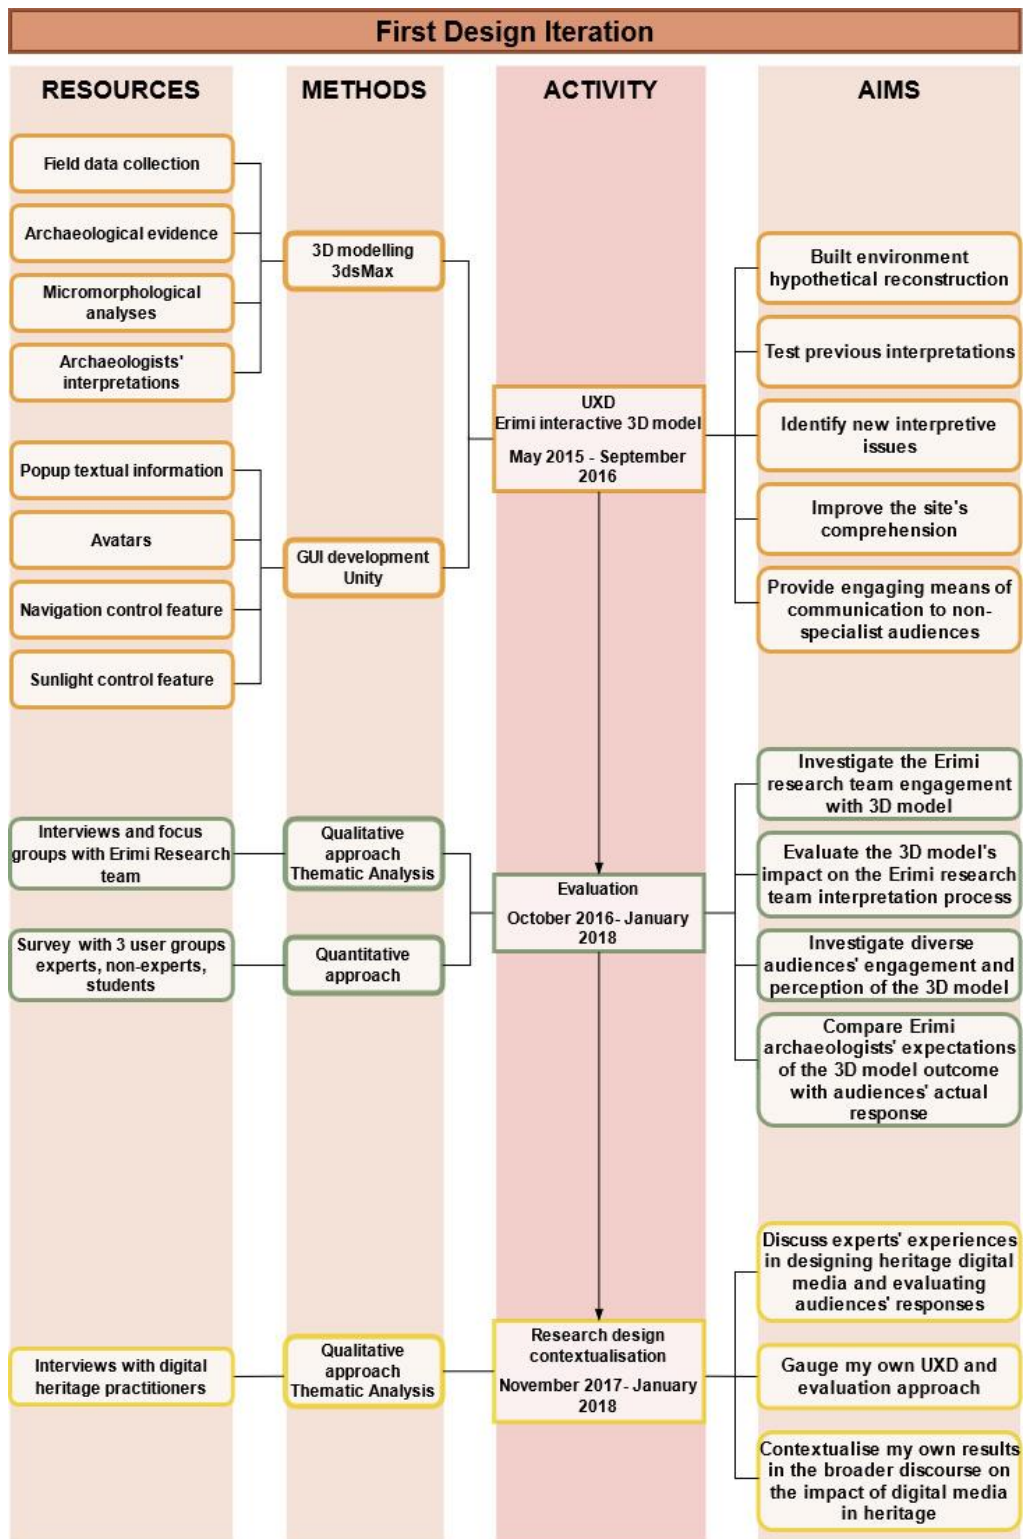 First Design Iteration
RESOURCES
METHODS
ACTIVITY
AIMS
Field data collection
Archaeological evidence
Micromorphological
analyses
Archaeologists'
interpretations
Popup textual information
Avatars
Navigation control feature
Sunlight control feature
3D modelling
3dsMax
GUI development
Unity
UXD
Erimi interactive 3D model
May 2015 - September
2016
Built environment
hypothetical reconstruction
Test previous interpretations
Identify new interpretive
issues
Improve the site's
comprehension
Provide engaging means of
communication to non-
specialist audiences
Interviews and focus
groups with Erimi Research
team
Survey with 3 user groups
experts, non-experts,
students
Qualitative
approach
Thematic Analysis
Quantitative
approach
Evaluation
October 2016- January
2018
Investigate the Erimi
research team engagement
with 3D model
Evaluate the 3D model's
impact on the Erimi research
team interpretation process
Investigate diverse
audiences' engagement and
perception of the 3D model
Compare Erimi
archaeologists' expectations
of the 3D model outcome
with audiences' actual
response
Interviews with digital
heritage practitioners
Qualitative
approach
Thematic Analysis
Research design
contextualisation
November 2017- January
2018
Discuss experts' experiences
in designing heritage digital
media and evaluating
audiences' responses
Gauge my own UXD and
evaluation approach
Contextualise my own results
in the broader discourse on
the impact of digital media
in heritage